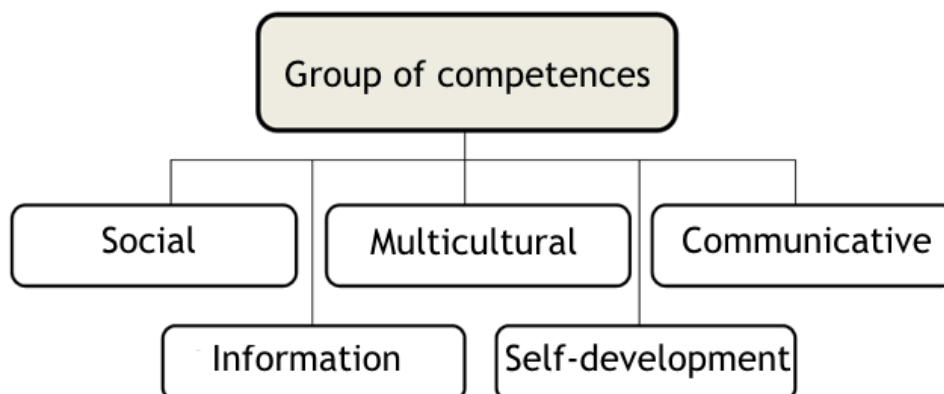 Group of competences
Social
Multicultural
Communicative
Information
Self-development